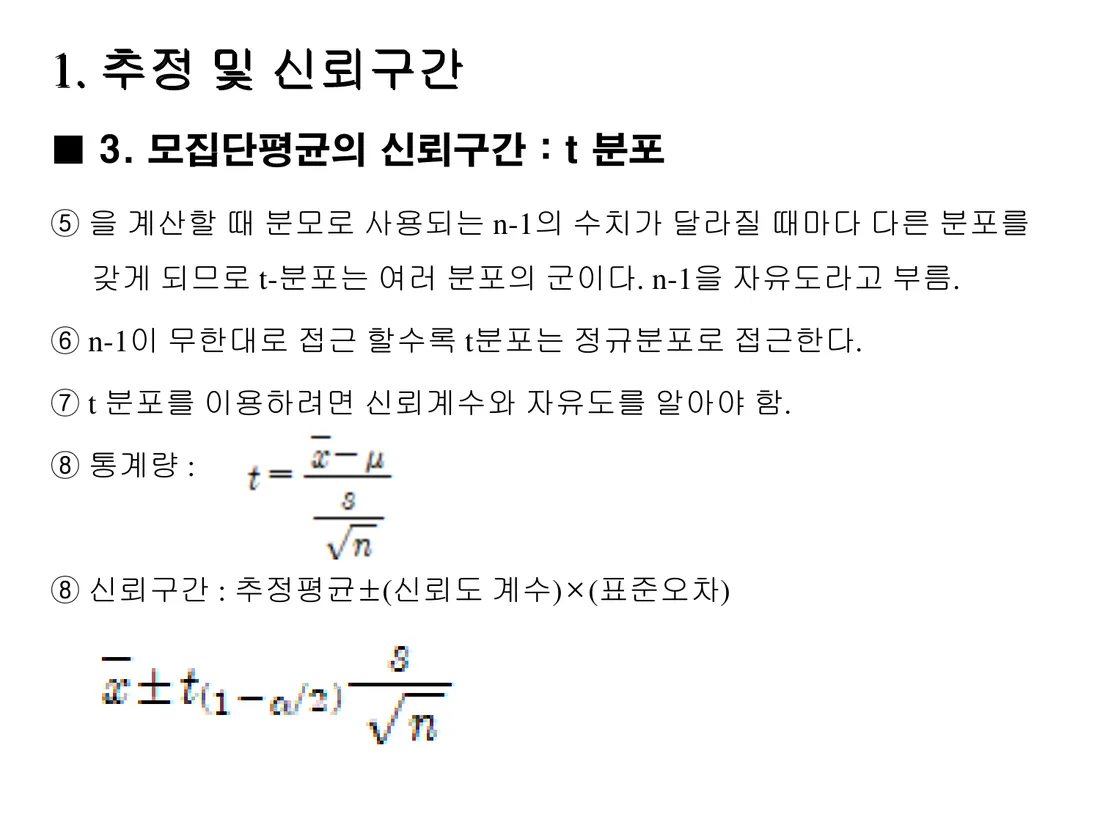 1. 추정 및 신뢰구간
■ 3. 모집단평균의 신뢰구간 : t 분포
⑤ 을 계산할 때 분모로 사용되는 n-1의 수치가 달라질 때마다 다른 분포를
갖게 되므로 t-분포는 여러 분포의 군이다. n-1을 자유도라고 부름.
⑥ n-1이 무한대로 접근 할수록 t분포는 정규분포로 접근한다.
⑦ t 분포를 이용하려면 신뢰계수와 자유도를 알아야 함.
⑧ 통계량 : t = (x̄ − μ) / (s / √n)
⑧ 신뢰구간 : 추정평균±(신뢰도 계수)×(표준오차)
x̄ ± t(1−α/2) s / √n